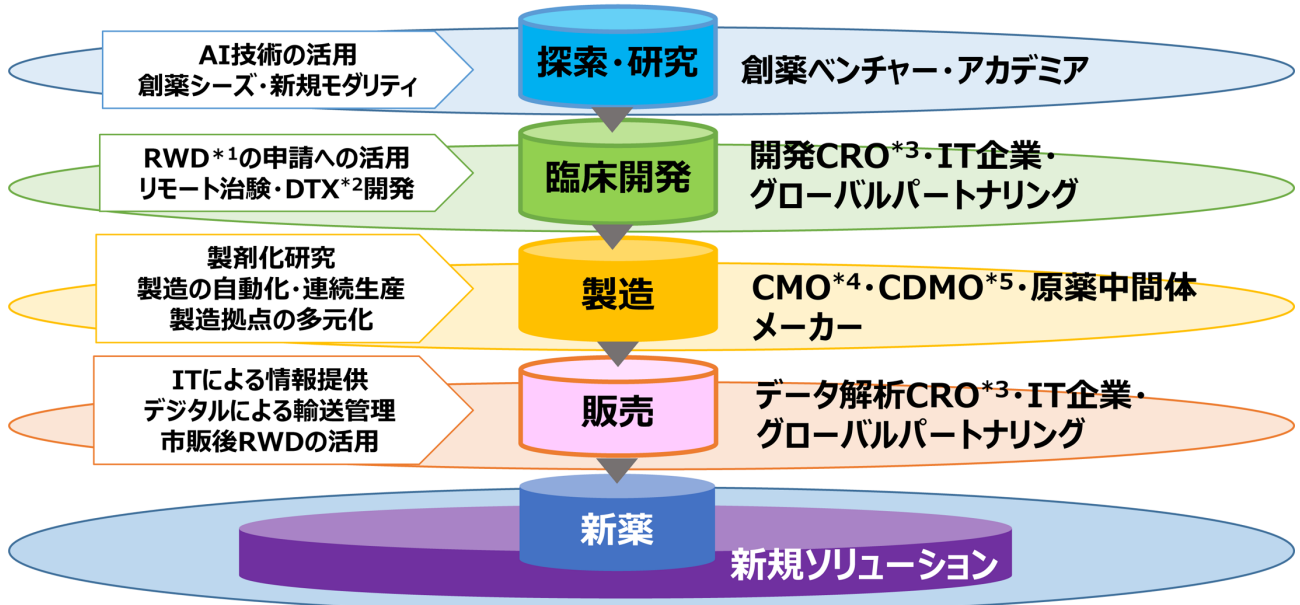 AI技術の活用
創薬シーズ・新規モダリティ
探索・研究
創薬ベンチャー・アカデミア
RWD*1の申請への活用
リモート治験・DTX*2開発
臨床開発
開発CRO*3・IT企業・
グローバルパートナリング
製剤化研究
製造の自動化・連続生産
製造拠点の多元化
製造
CMO*4・CDMO*5・原薬中間体
メーカー
ITによる情報提供
デジタルによる輸送管理
市販後RWDの活用
販売
データ解析CRO*3・IT企業・
グローバルパートナリング
新薬
新規ソリューション